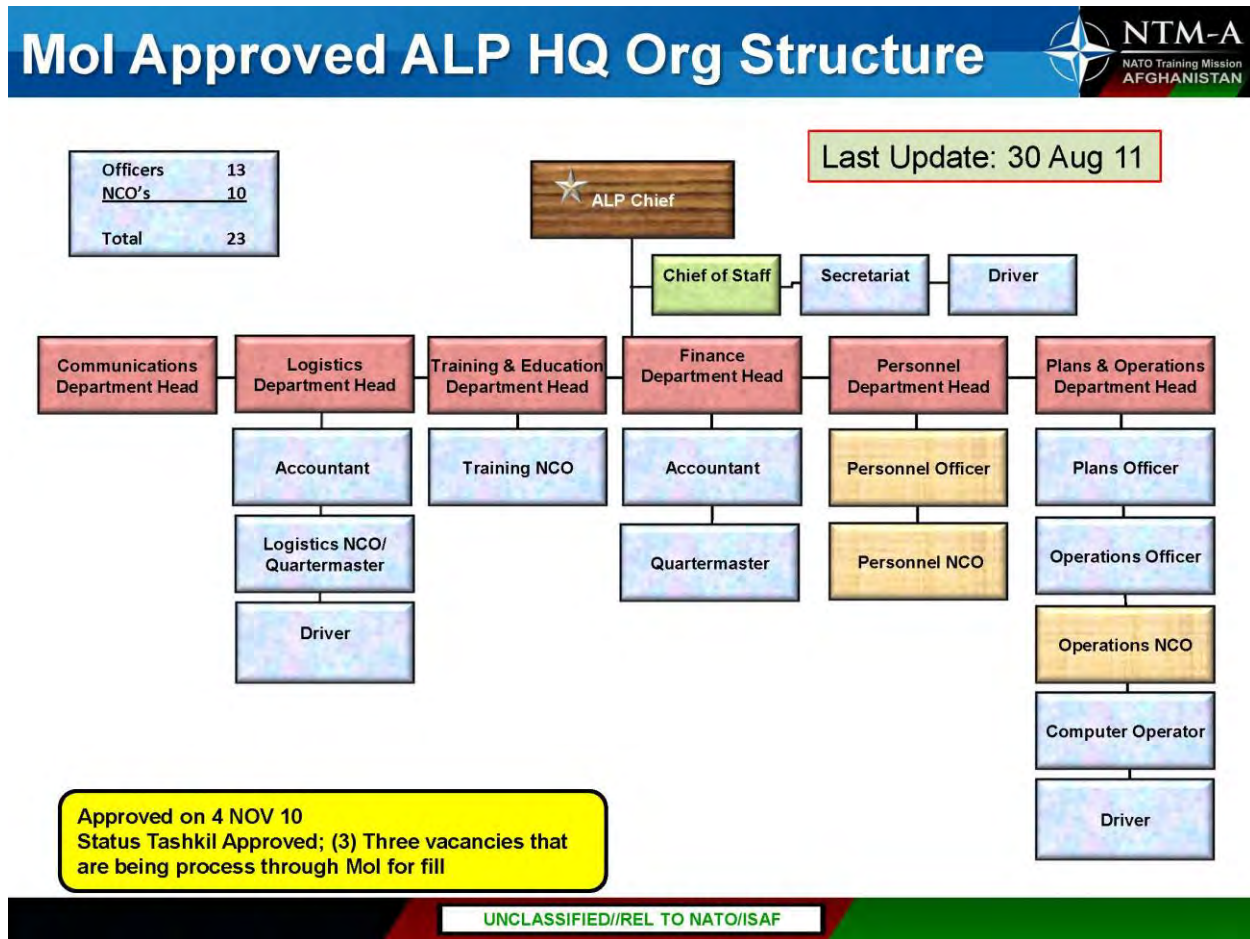 MoI Approved ALP HQ Org Structure
NTM-A
NATO Training Mission
AFGHANISTAN
Officers 13
NCO's 10
Total 23
Last Update: 30 Aug 11
ALP Chief
Chief of Staff
Secretariat
Driver
Communications
Department Head
Logistics
Department Head
Training & Education
Department Head
Finance
Department Head
Personnel
Department Head
Plans & Operations
Department Head
Accountant
Logistics NCO/
Quartermaster
Driver
Training NCO
Accountant
Quartermaster
Personnel Officer
Personnel NCO
Plans Officer
Operations Officer
Operations NCO
Computer Operator
Driver
Approved on 4 NOV 10
Status Tashkil Approved; (3) Three vacancies that
are being process through MoI for fill
UNCLASSIFIED//REL TO NATO/ISAF